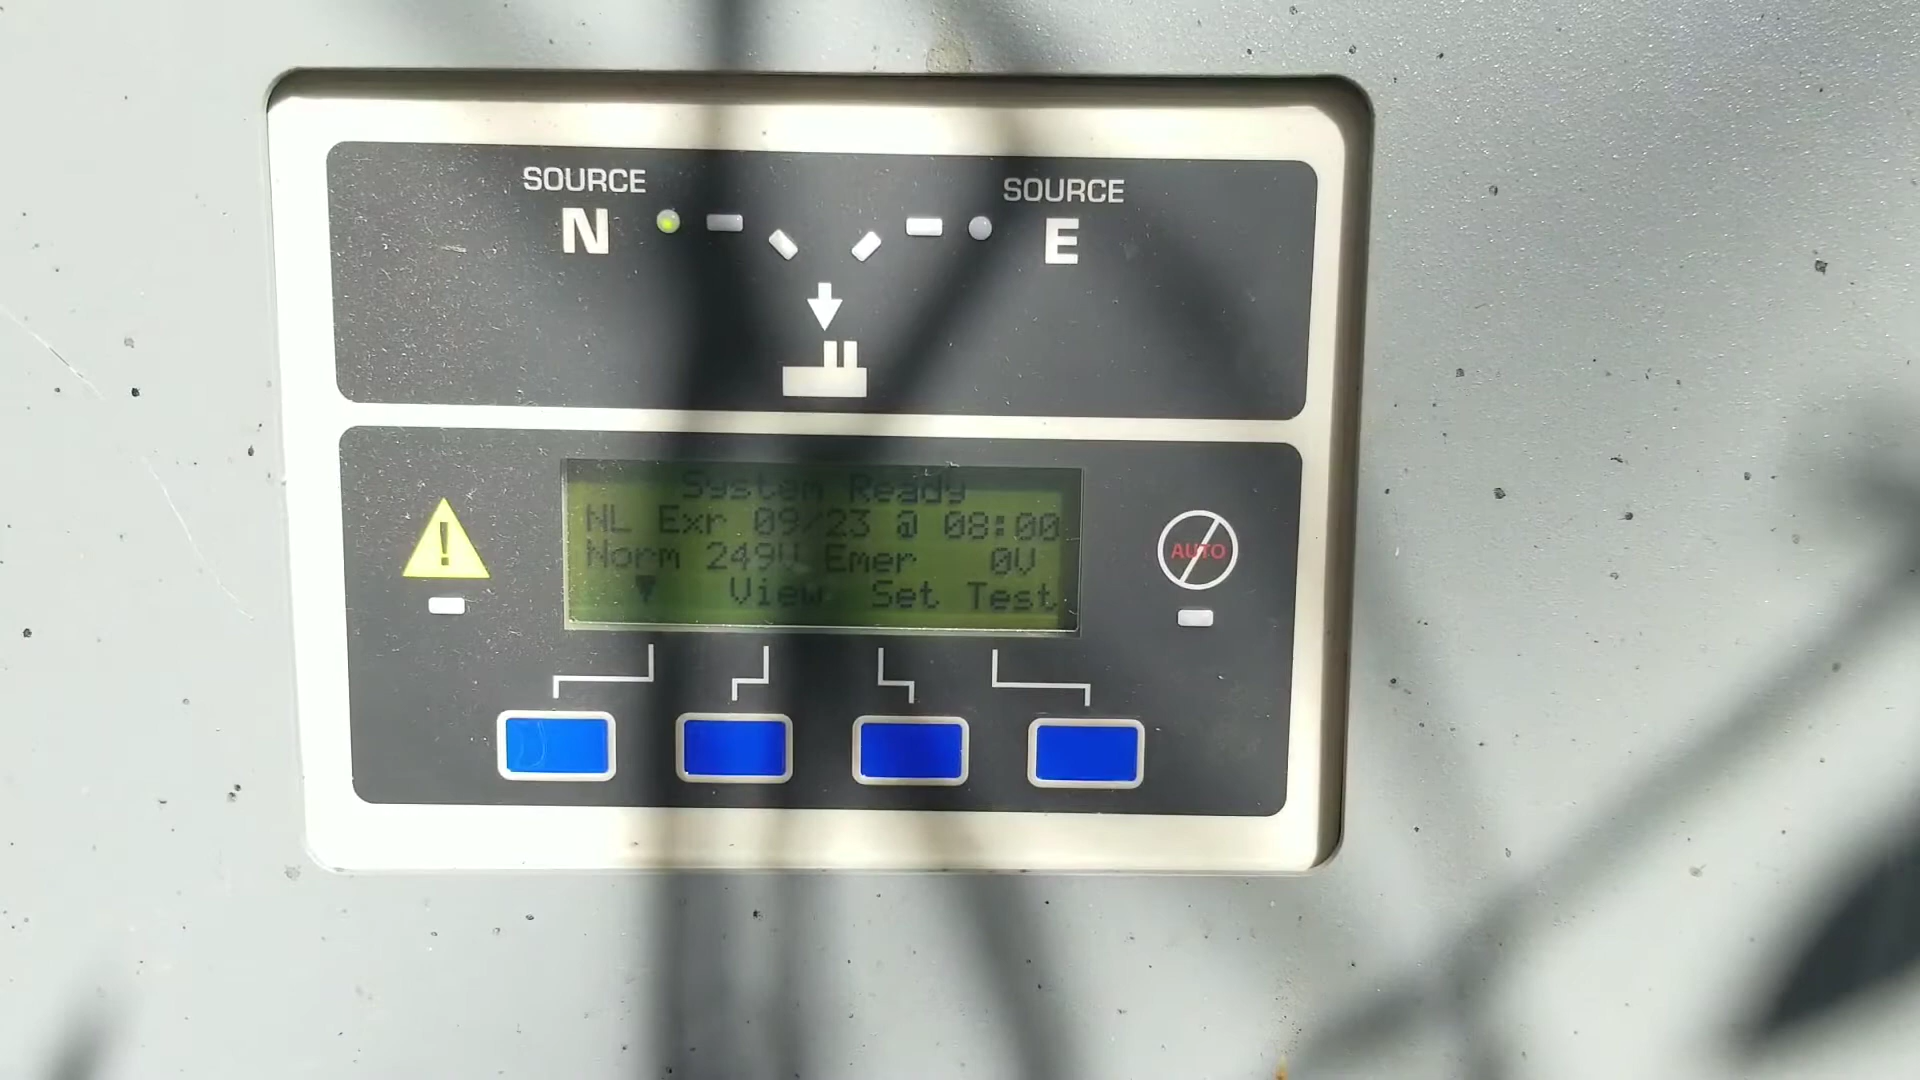 SOURCE
N
SOURCE
E
System Ready
NL Exr 09/23 @ 08:00
Norm 249V Emer 0V
▼ View Set Test
!
AUTO